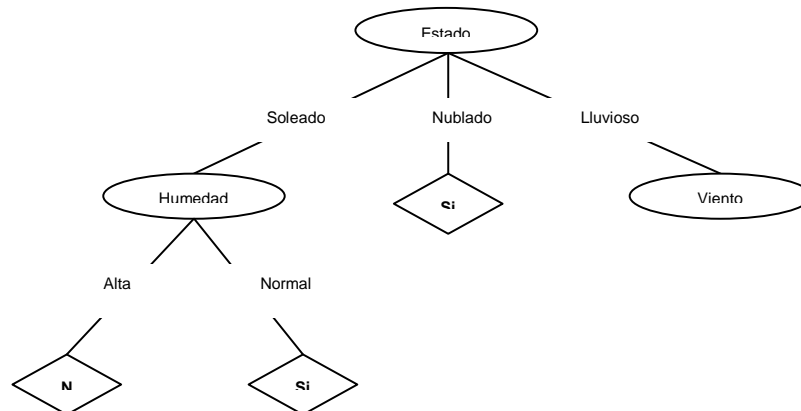 Estado
Soleado
Nublado
Lluvioso
Humedad
Si
Viento
Alta
Normal
N
Si